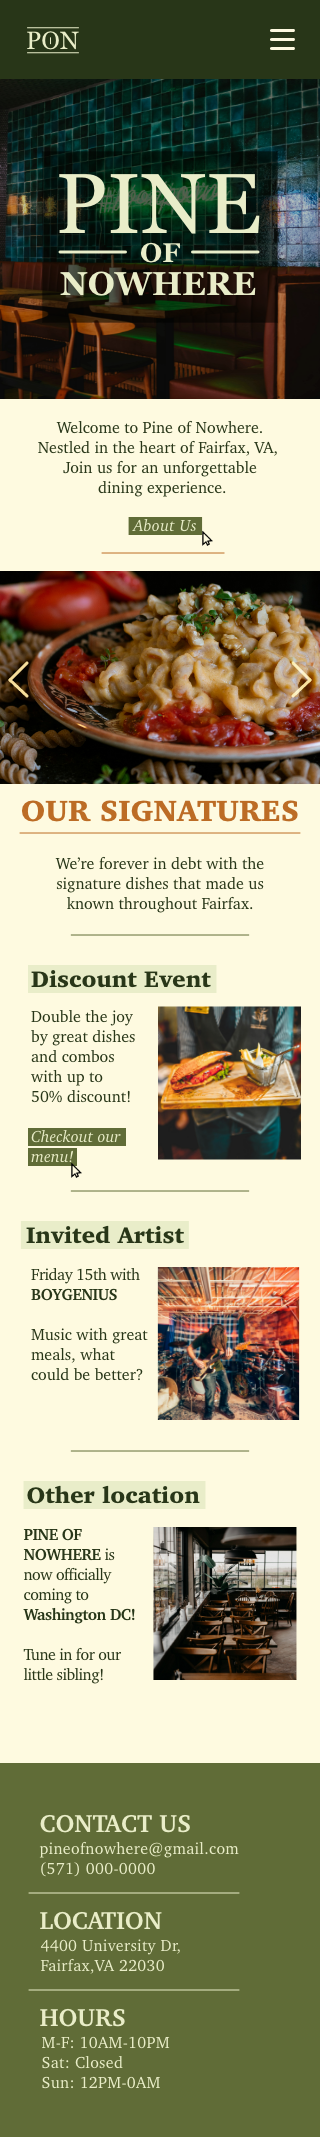 PON
PINE
OF
NOWHERE
Welcome to Pine of Nowhere.
Nestled in the heart of Fairfax, VA,
Join us for an unforgettable
dining experience.
About Us
OUR SIGNATURES
We’re forever in debt with the
signature dishes that made us
known throughout Fairfax.
Discount Event
Double the joy
by great dishes
and combos
with up to
50% discount!
Checkout our
menu!
Invited Artist
Friday 15th with
BOYGENIUS
Music with great
meals, what
could be better?
Other location
PINE OF
NOWHERE is
now officially
coming to
Washington DC!
Tune in for our
little sibling!
CONTACT US
pineofnowhere@gmail.com
(571) 000-0000
LOCATION
4400 University Dr,
Fairfax,VA 22030
HOURS
M-F: 10AM-10PM
Sat: Closed
Sun: 12PM-0AM